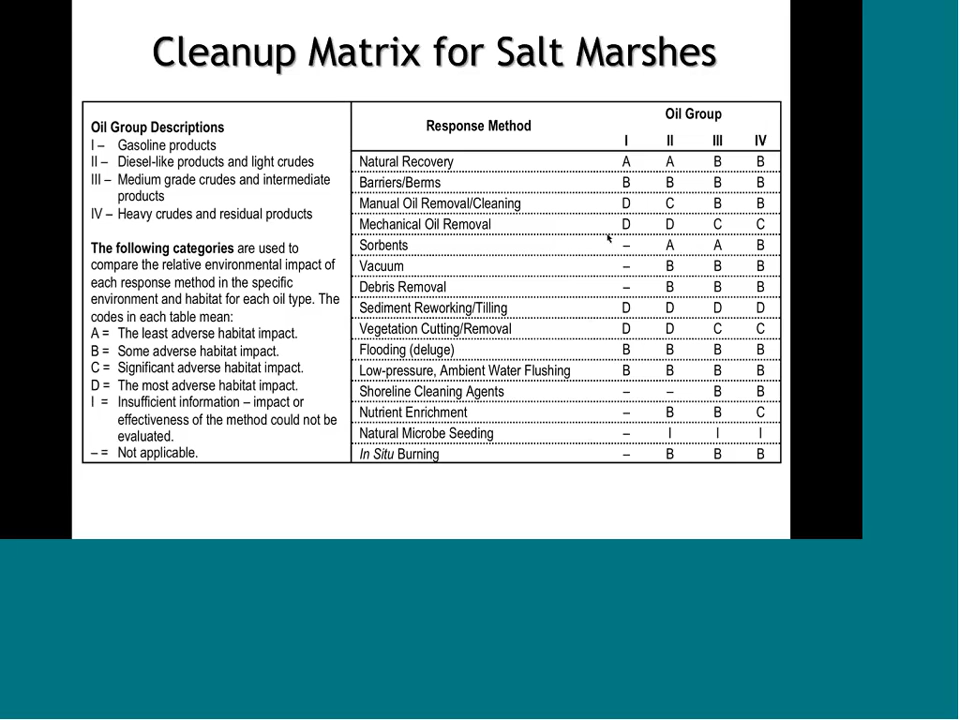 Cleanup Matrix for Salt Marshes
Oil Group Descriptions
I – Gasoline products
II – Diesel-like products and light crudes
III – Medium grade crudes and intermediate
products
IV – Heavy crudes and residual products
The following categories are used to
compare the relative environmental impact of
each response method in the specific
environment and habitat for each oil type. The
codes in each table mean:
A = The least adverse habitat impact.
B = Some adverse habitat impact.
C = Significant adverse habitat impact.
D = The most adverse habitat impact.
I = Insufficient information – impact or
effectiveness of the method could not be
evaluated.
– = Not applicable.
Response Method Oil Group
I II III IV
Natural Recovery A A B B
Barriers/Berms B B B B
Manual Oil Removal/Cleaning D C B B
Mechanical Oil Removal D D C C
Sorbents – A A B
Vacuum – B B B
Debris Removal – B B B
Sediment Reworking/Tilling D D D D
Vegetation Cutting/Removal D D C C
Flooding (deluge) B B B B
Low-pressure, Ambient Water Flushing B B B B
Shoreline Cleaning Agents – – B B
Nutrient Enrichment – B B C
Natural Microbe Seeding – I I I
In Situ Burning – B B B